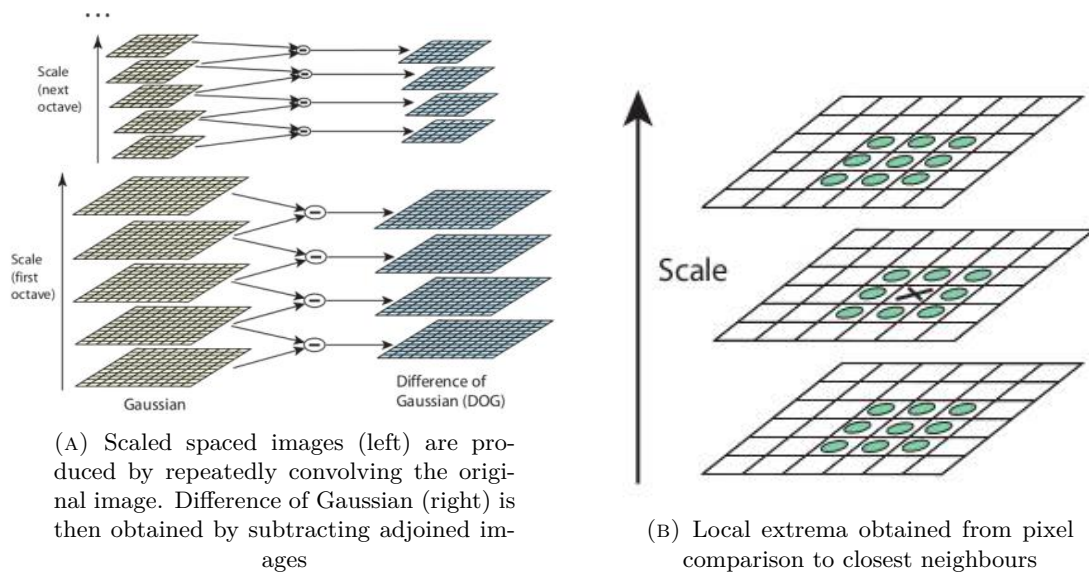 ...
Scale
(next
octave)
Scale
(first
octave)
Gaussian
Difference of
Gaussian (DOG)
(A) Scaled spaced images (left) are pro-
duced by repeatedly convolving the orig-
inal image. Difference of Gaussian (right) is
then obtained by subtracting adjoined im-
ages
Scale
(B) Local extrema obtained from pixel
comparison to closest neighbours